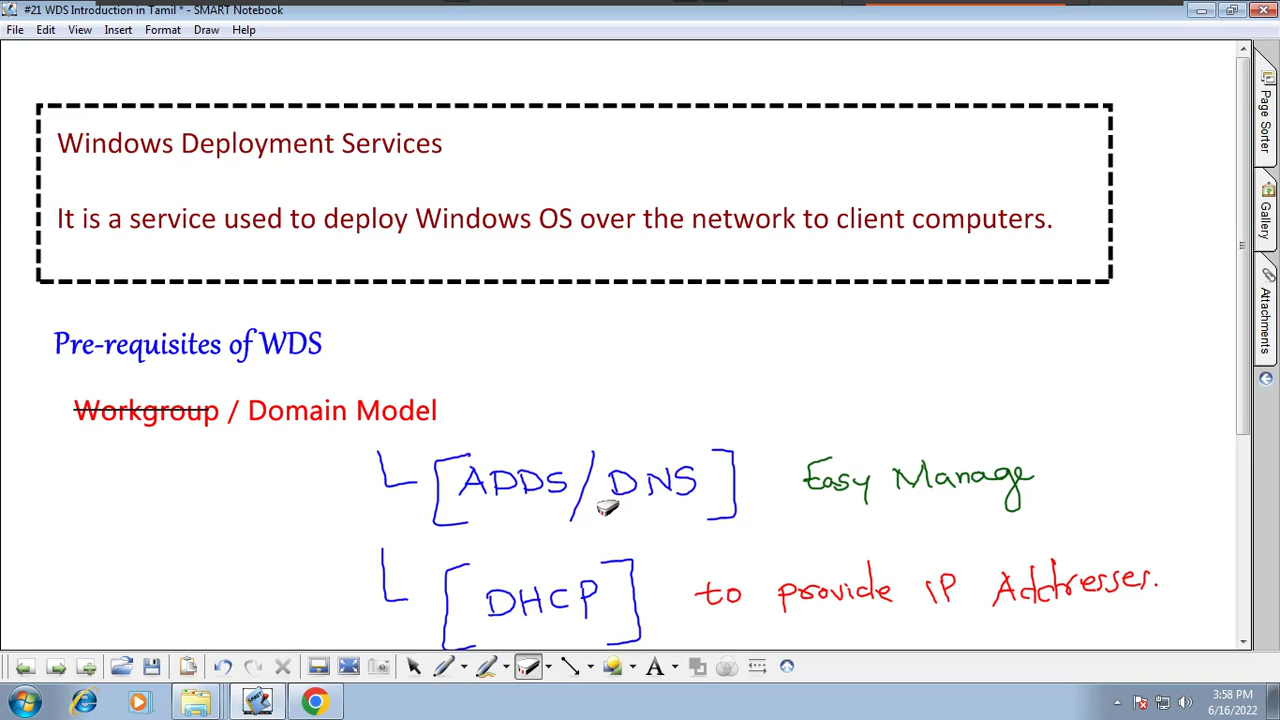 #21 WDS Introduction in Tamil * - SMART Notebook
File Edit View Insert Format Draw Help
Windows Deployment Services
It is a service used to deploy Windows OS over the network to client computers.
Pre-requisites of WDS
Workgroup / Domain Model
[ADDS/DNS] Easy Manage
[DHCP] to provide IP Addresses.
Page Sorter
Gallery
Attachments
3:58 PM
6/16/2022